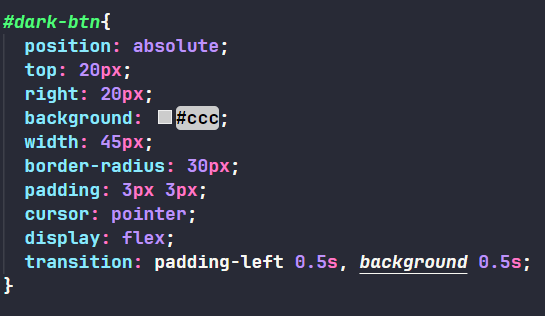 #dark-btn{
position: absolute;
top: 20px;
right: 20px;
background: #ccc;
width: 45px;
border-radius: 30px;
padding: 3px 3px;
cursor: pointer;
display: flex;
transition: padding-left 0.5s, background 0.5s;
}